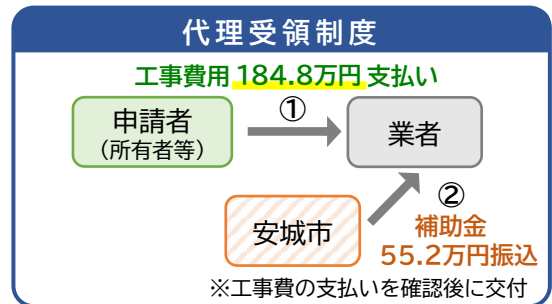 代理受領制度
工事費用 184.8万円 支払い
①
申請者
（所有者等）
業者
②
安城市
補助金
55.2万円振込
※工事費の支払いを確認後に交付